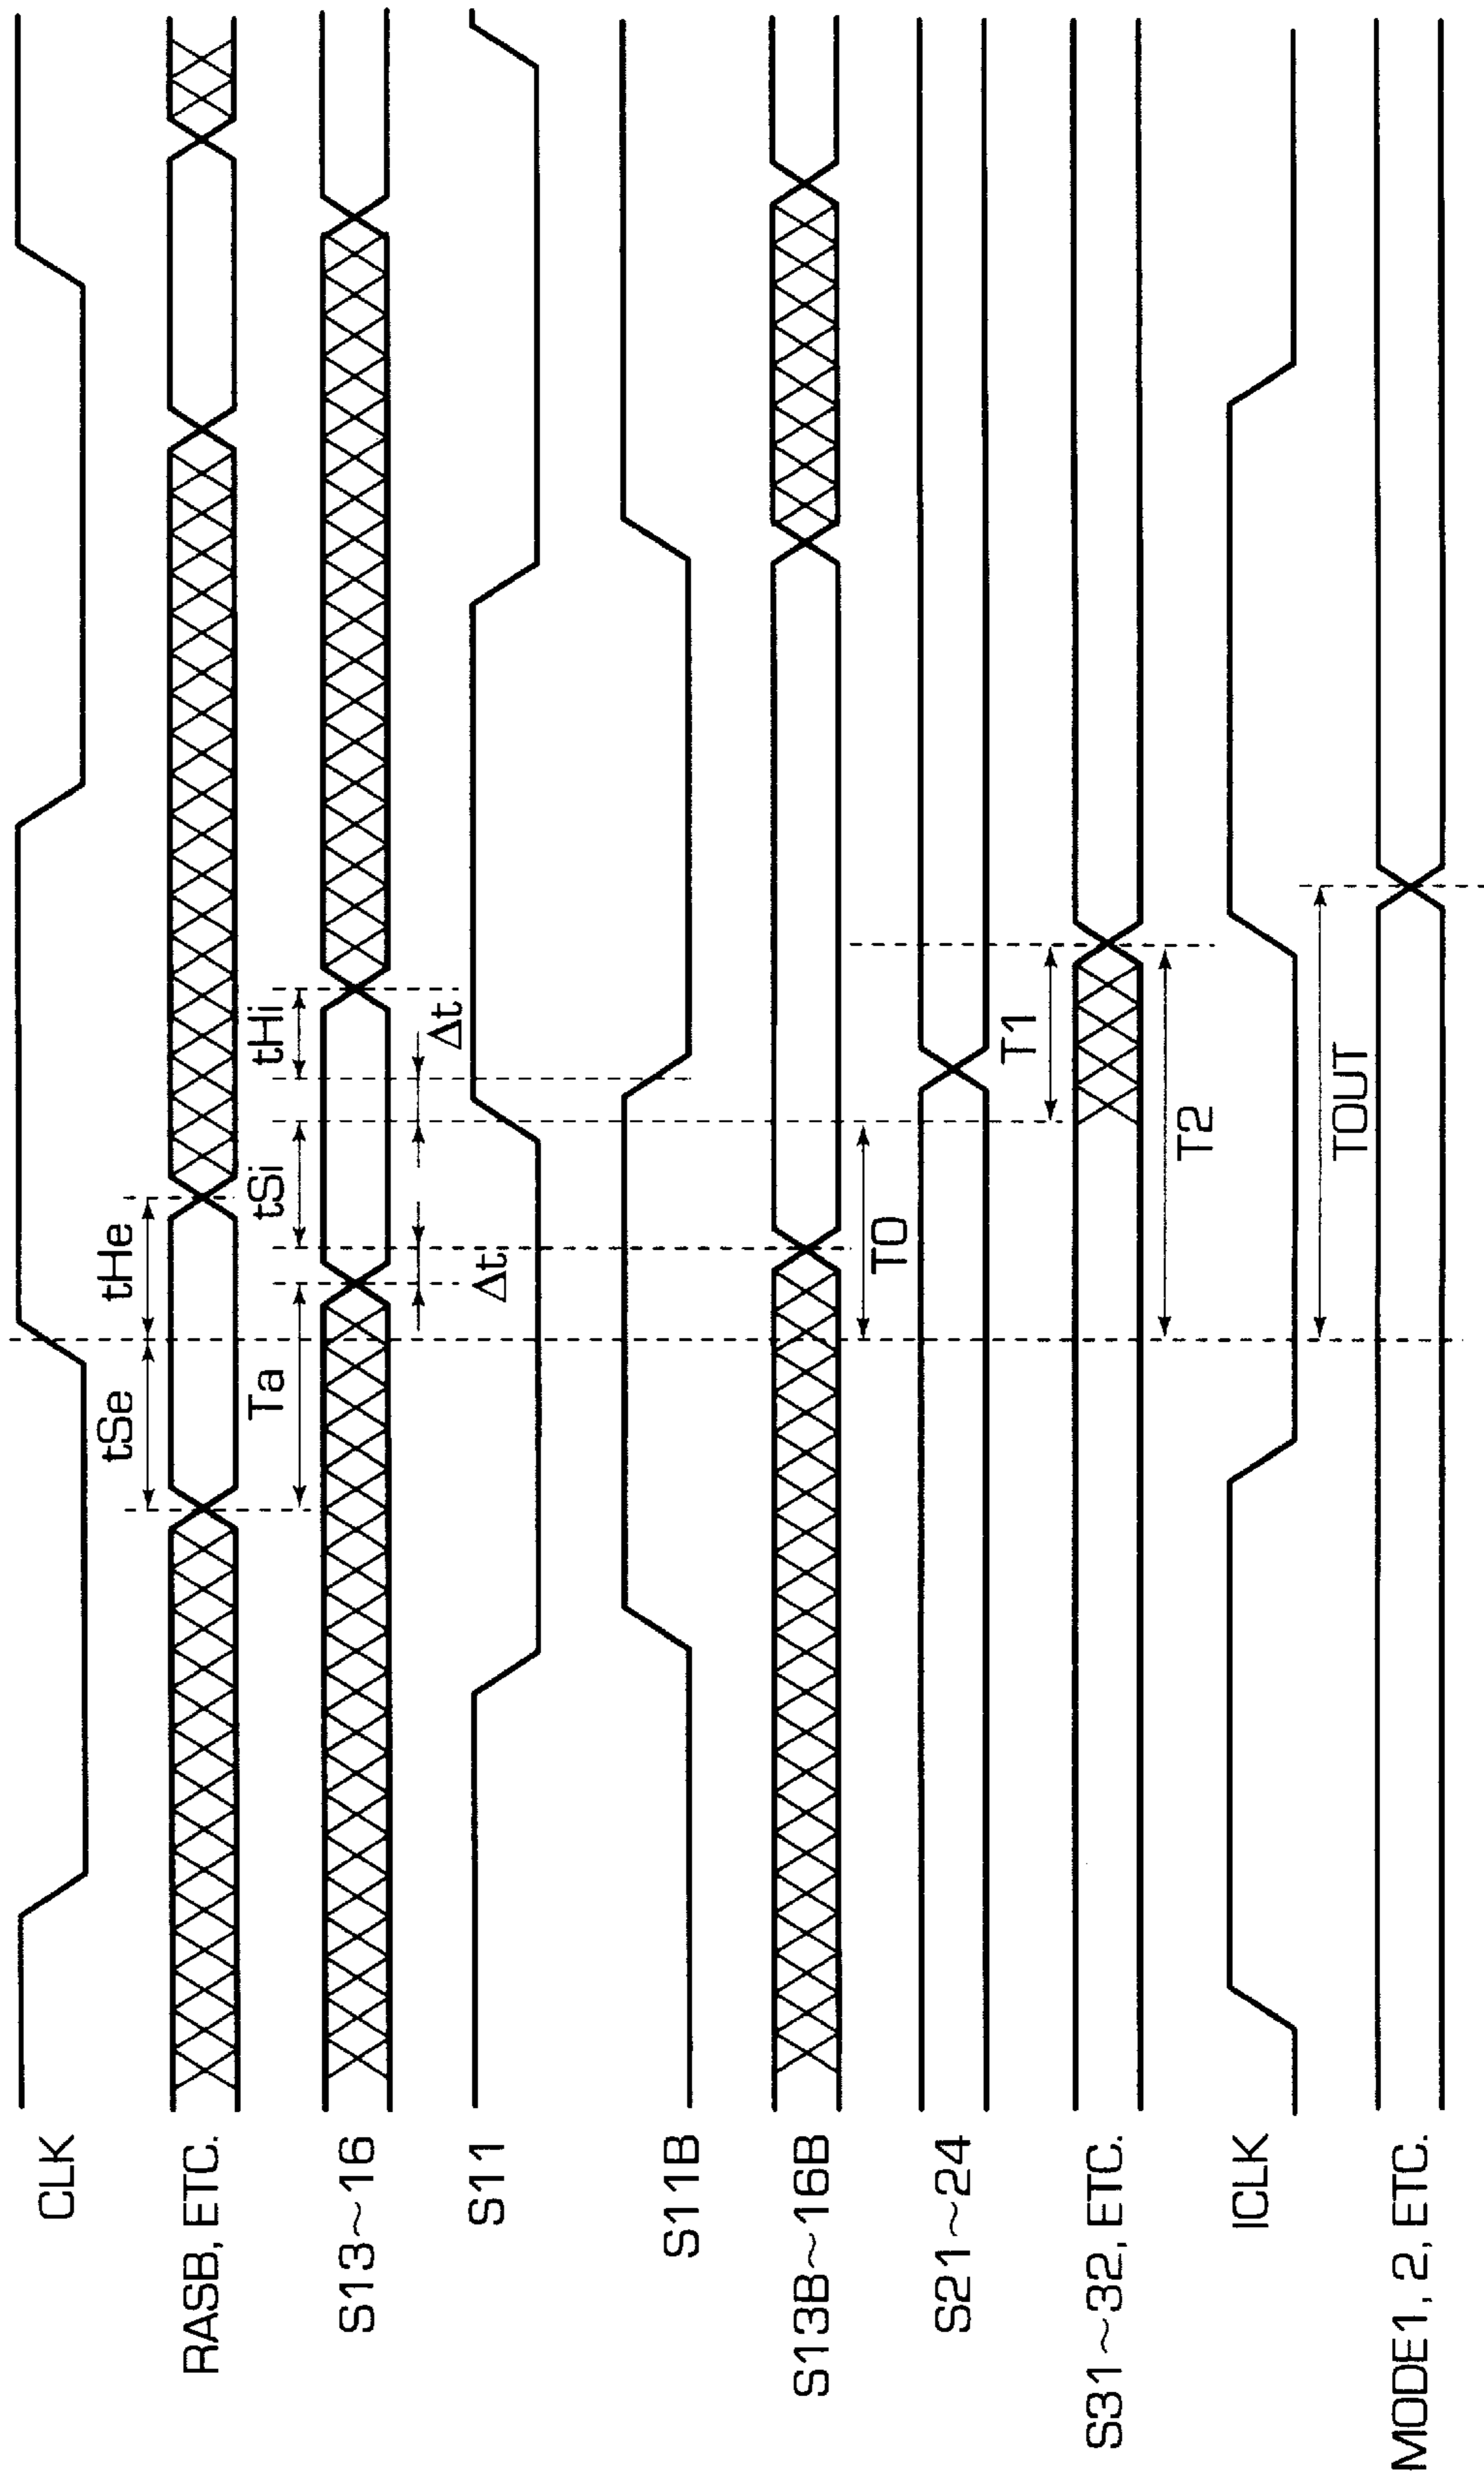 CLK
tSe
tHe
RASB, ETC.
Ta
tSi
tHi
S13~16
Δt
Δt
S11
S11B
S13B~16B
T0
S21~24
T1
S31~32, ETC.
T2
ICLK
TOUT
MODE1, 2, ETC.